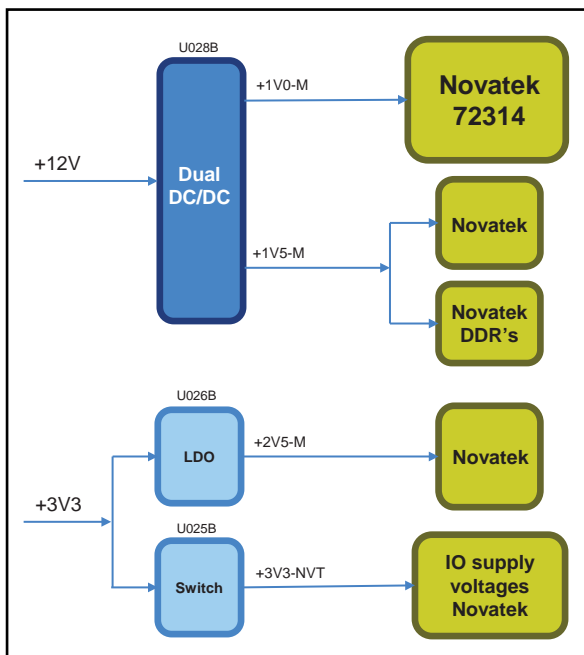 U028B
+12V
Dual
DC/DC
+1V0-M
Novatek
72314
+1V5-M
Novatek
Novatek
DDR's
U026B
+3V3
LDO
+2V5-M
Novatek
U025B
Switch
+3V3-NVT
IO supply
voltages
Novatek